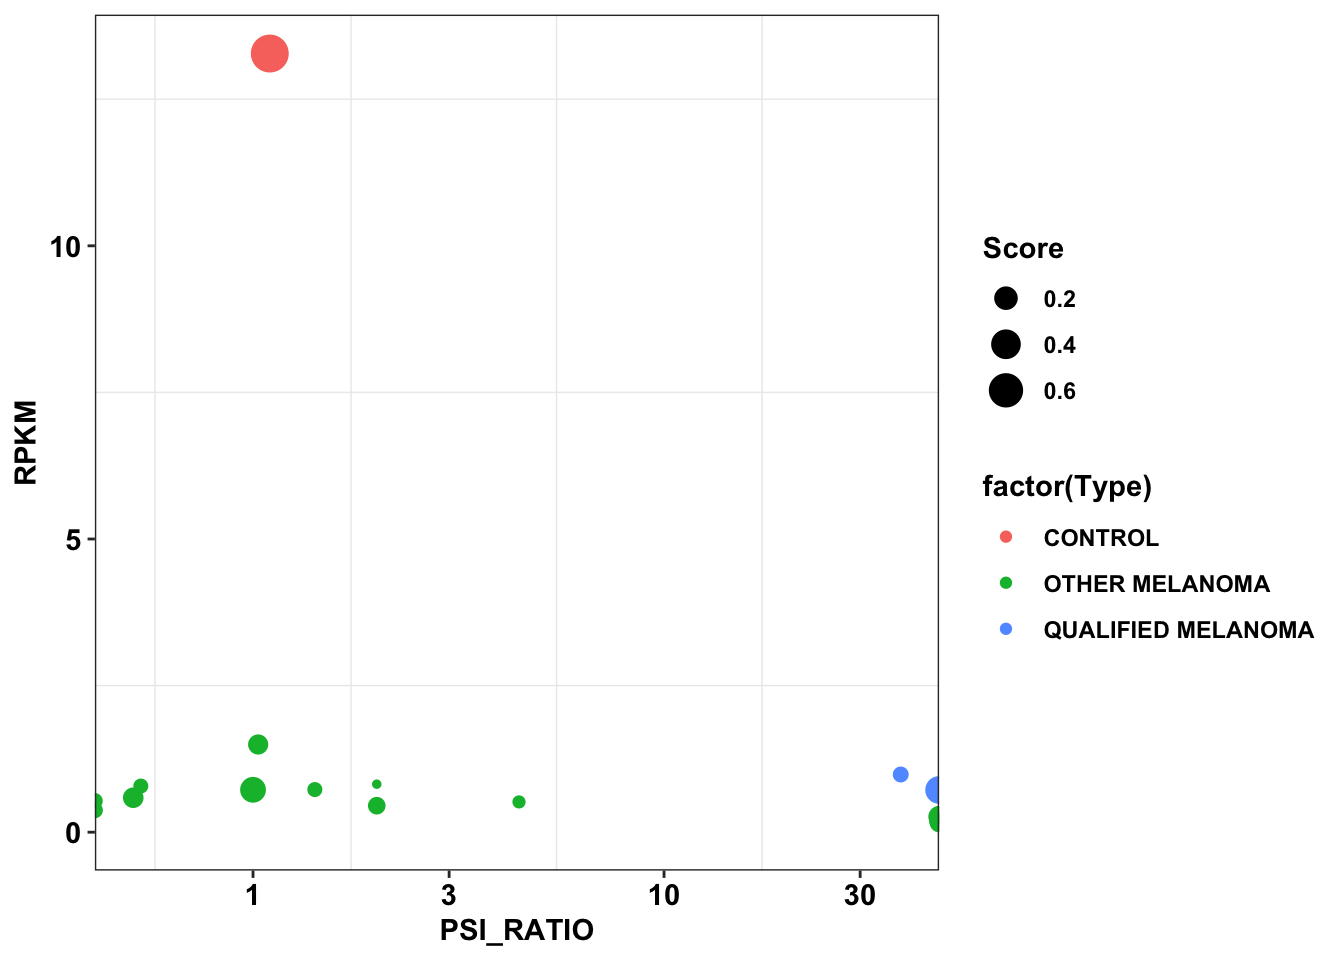 10
5
0
RPKM
1 3 10 30
PSI_RATIO
Score
0.2
0.4
0.6
factor(Type)
CONTROL
OTHER MELANOMA
QUALIFIED MELANOMA